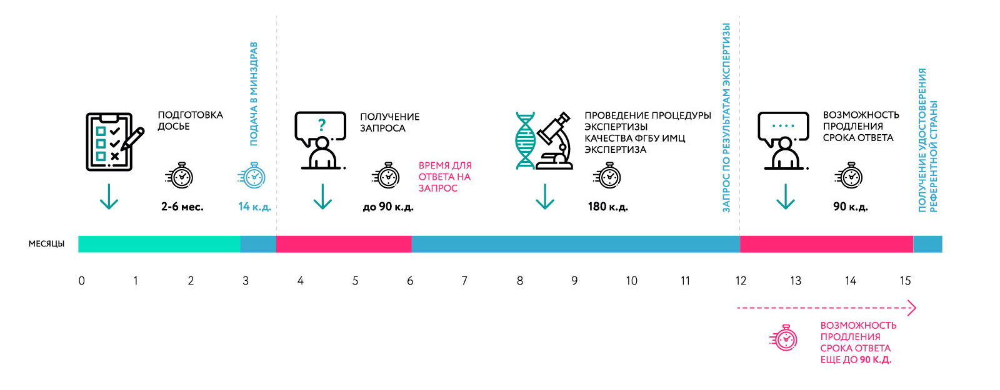 ПОДГОТОВКА
ДОСЬЕ
2-6 мес.
ПОДАЧА В МИНЗДРАВ
14 к.д.
?
ПОЛУЧЕНИЕ
ЗАПРОСА
до 90 к.д.
ВРЕМЯ ДЛЯ
ОТВЕТА НА
ЗАПРОС
ПРОВЕДЕНИЕ ПРОЦЕДУРЫ
ЭКСПЕРТИЗЫ
КАЧЕСТВА ФГБУ ИМЦ
ЭКСПЕРТИЗА
180 к.д.
ЗАПРОС ПО РЕЗУЛЬТАТАМ ЭКСПЕРТИЗЫ
ВОЗМОЖНОСТЬ
ПРОДЛЕНИЯ
СРОКА ОТВЕТА
90 к.д.
ПОЛУЧЕНИЕ УДОСТОВЕРЕНИЯ
РЕФЕРЕНТНОЙ СТРАНЫ
МЕСЯЦЫ
0 1 2 3 4 5 6 7 8 9 10 11 12 13 14 15
ВОЗМОЖНОСТЬ
ПРОДЛЕНИЯ
СРОКА ОТВЕТА
ЕЩЕ ДО 90 К.Д.